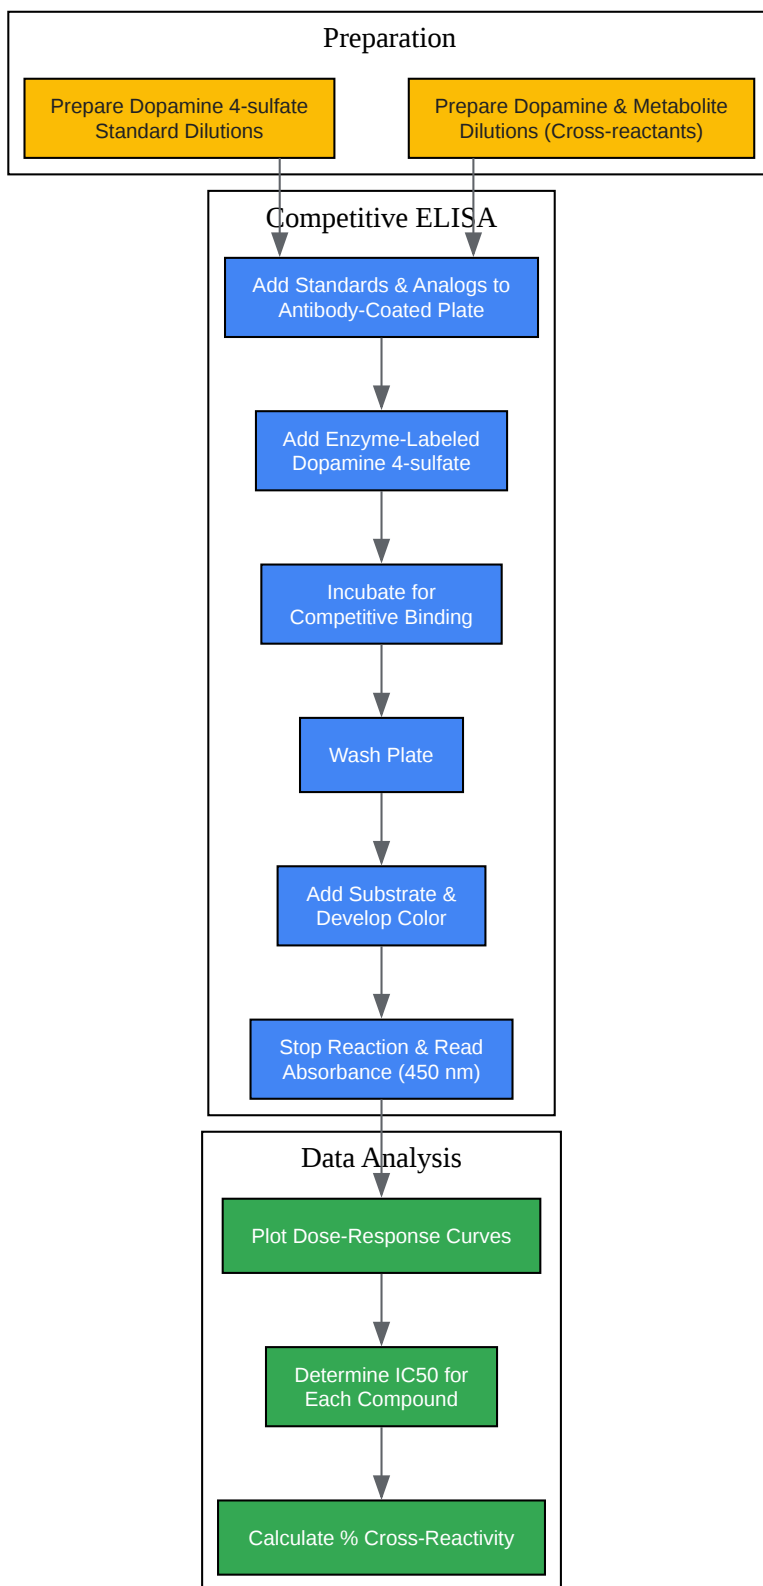 Preparation
Prepare Dopamine 4-sulfate
Standard Dilutions
Prepare Dopamine & Metabolite
Dilutions (Cross-reactants)
Competitive ELISA
Add Standards & Analogs to
Antibody-Coated Plate
Add Enzyme-Labeled
Dopamine 4-sulfate
Incubate for
Competitive Binding
Wash Plate
Add Substrate &
Develop Color
Stop Reaction & Read
Absorbance (450 nm)
Data Analysis
Plot Dose-Response Curves
Determine IC50 for
Each Compound
Calculate % Cross-Reactivity